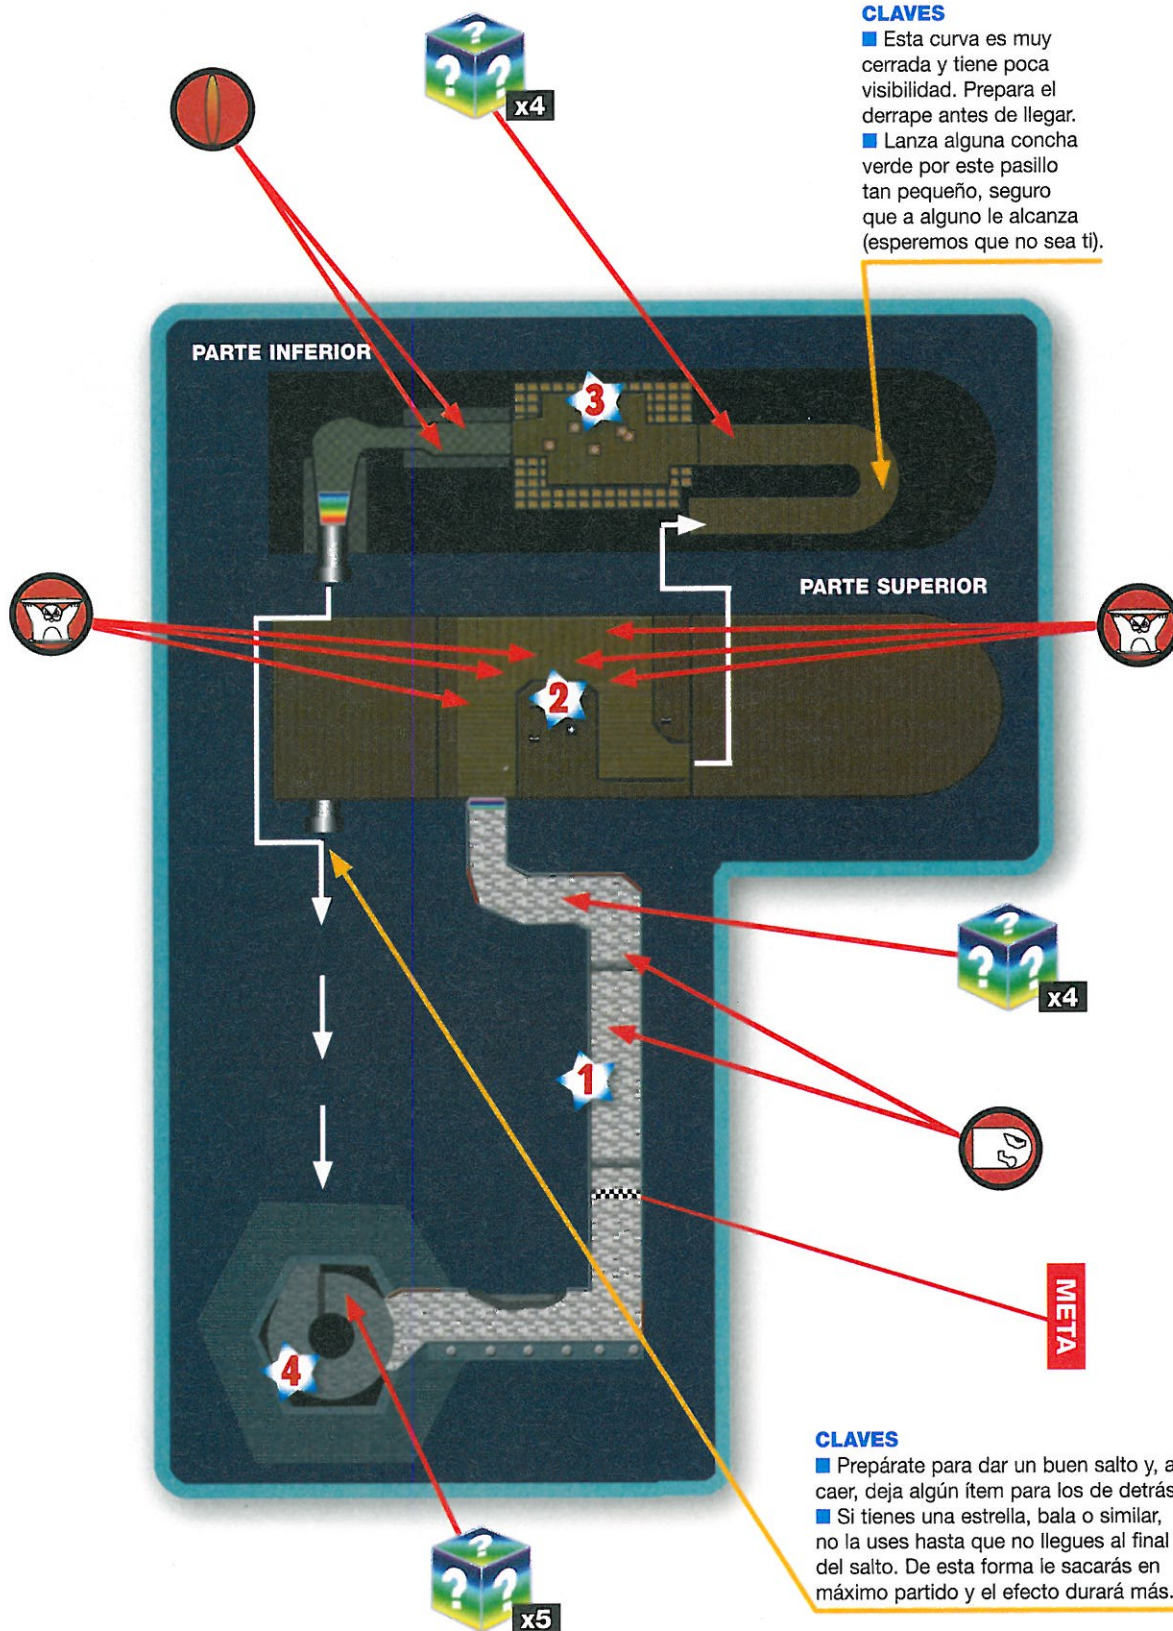 CLAVES
■ Esta curva es muy
cerrada y tiene poca
visibilidad. Prepara el
derrape antes de llegar.
■ Lanza alguna concha
verde por este pasillo
tan pequeño, seguro
que a alguno le alcanza
(esperemos que no sea ti).
? ? ?
x4
PARTE INFERIOR
3
PARTE SUPERIOR
2
? ? ?
x4
1
META
4
CLAVES
■ Prepárate para dar un buen salto y, a
caer, deja algún ítem para los de detrás
■ Si tienes una estrella, bala o similar,
no la uses hasta que no llegues al final
del salto. De esta forma le sacarás en
máximo partido y el efecto durará más.
? ? ?
x5